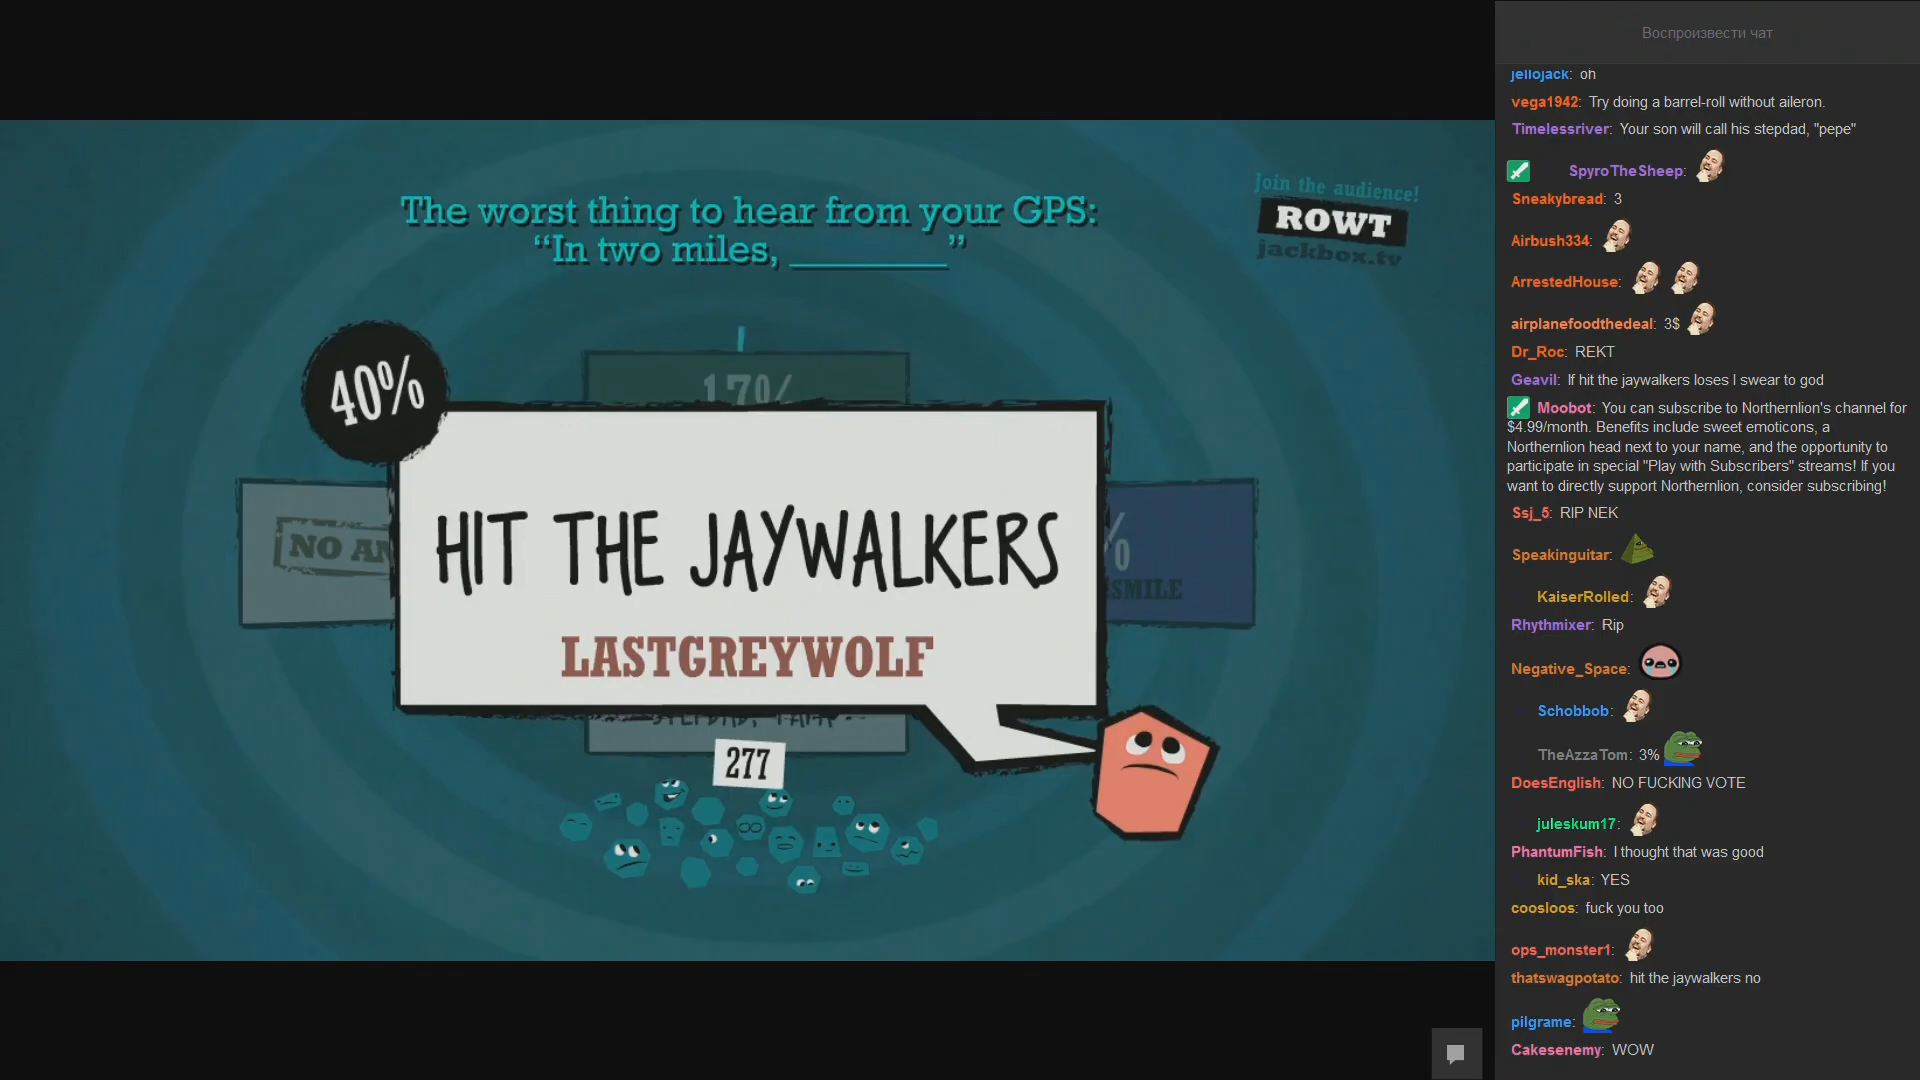 The worst thing to hear from your GPS:
“In two miles, ________”
Join the audience!
ROWT
jackbox.tv
40%
17%
NO AN
HIT THE JAYWALKERS
LASTGREYWOLF
%
SMILE
277
Воспроизвести чат
jellojack: oh
vega1942: Try doing a barrel-roll without aileron.
Timelessriver: Your son will call his stepdad, "pepe"
SpyroTheSheep:
Sneakybread: 3
Airbush334:
ArrestedHouse:
airplanefoodthedeal: 3$
Dr_Roc: REKT
Geavil: If hit the jaywalkers loses I swear to god
Moobot: You can subscribe to Northernlion's channel for
$4.99/month. Benefits include sweet emoticons, a
Northernlion head next to your name, and the opportunity to
participate in special "Play with Subscribers" streams! If you
want to directly support Northernlion, consider subscribing!
Ssj_5: RIP NEK
Speakinguitar:
KaiserRolled:
Rhythmixer: Rip
Negative_Space:
Schobbob:
TheAzzaTom: 3%
DoesEnglish: NO FUCKING VOTE
juleskum17:
PhantumFish: I thought that was good
kid_ska: YES
coosloos: fuck you too
ops_monster1:
thatswagpotato: hit the jaywalkers no
pilgrame:
Cakesenemy: WOW